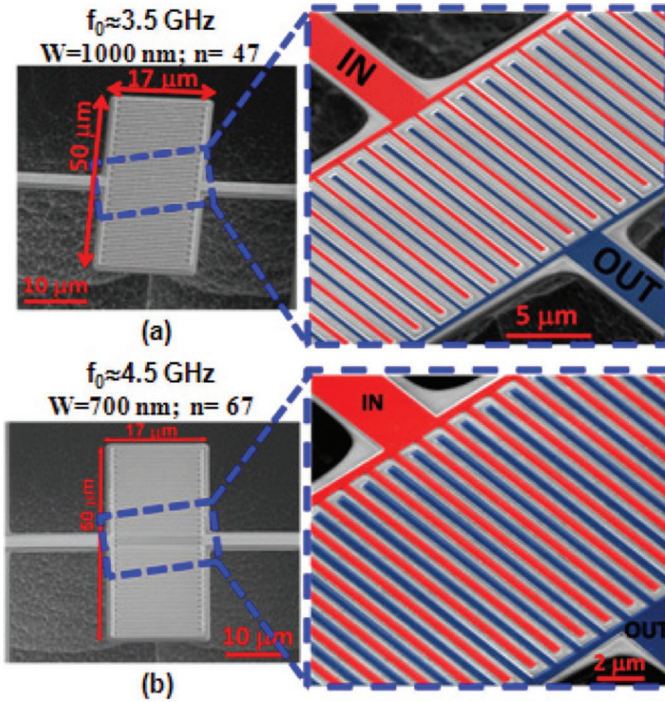 f₀≈3.5 GHz
W=1000 nm; n= 47
17 μm
50 μm
10 μm
IN
OUT
5 μm
(a)
f₀≈4.5 GHz
W=700 nm; n= 67
17 μm
50 μm
10 μm
IN
OUT
2 μm
(b)